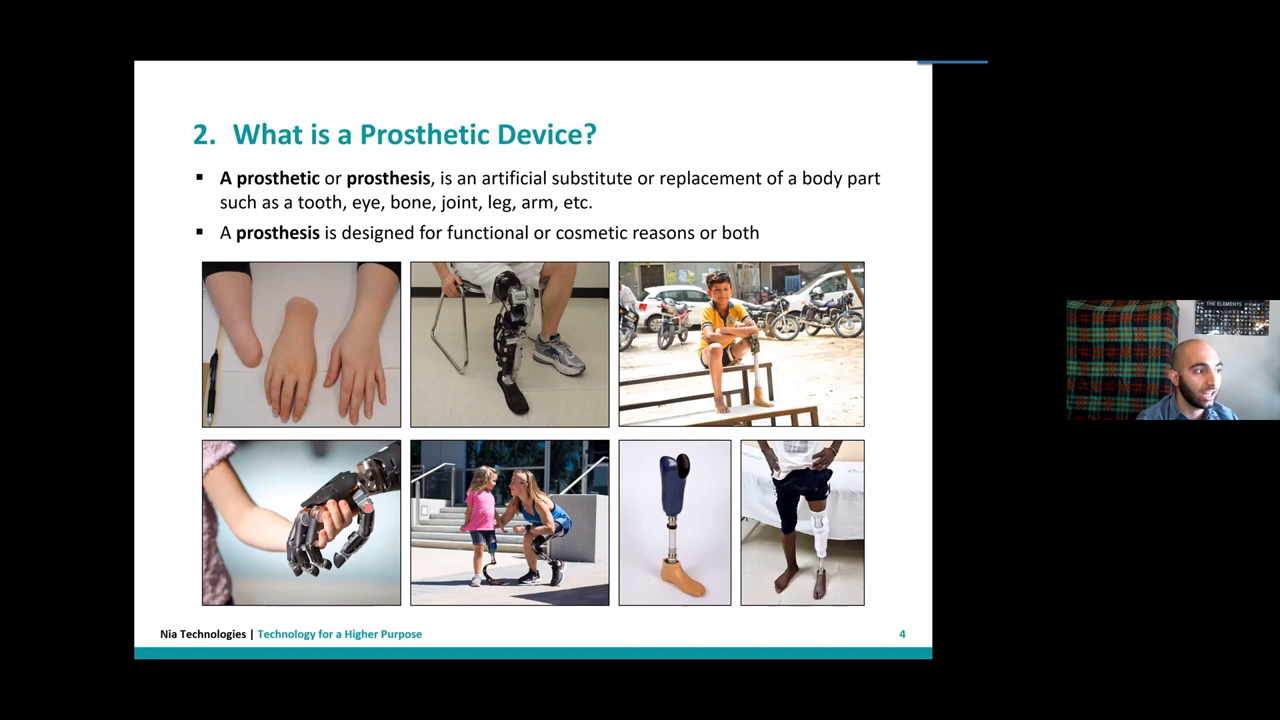 2. What is a Prosthetic Device?
▪ A prosthetic or prosthesis, is an artificial substitute or replacement of a body part
such as a tooth, eye, bone, joint, leg, arm, etc.
▪ A prosthesis is designed for functional or cosmetic reasons or both
Nia Technologies | Technology for a Higher Purpose
4
THE ELEMENTS